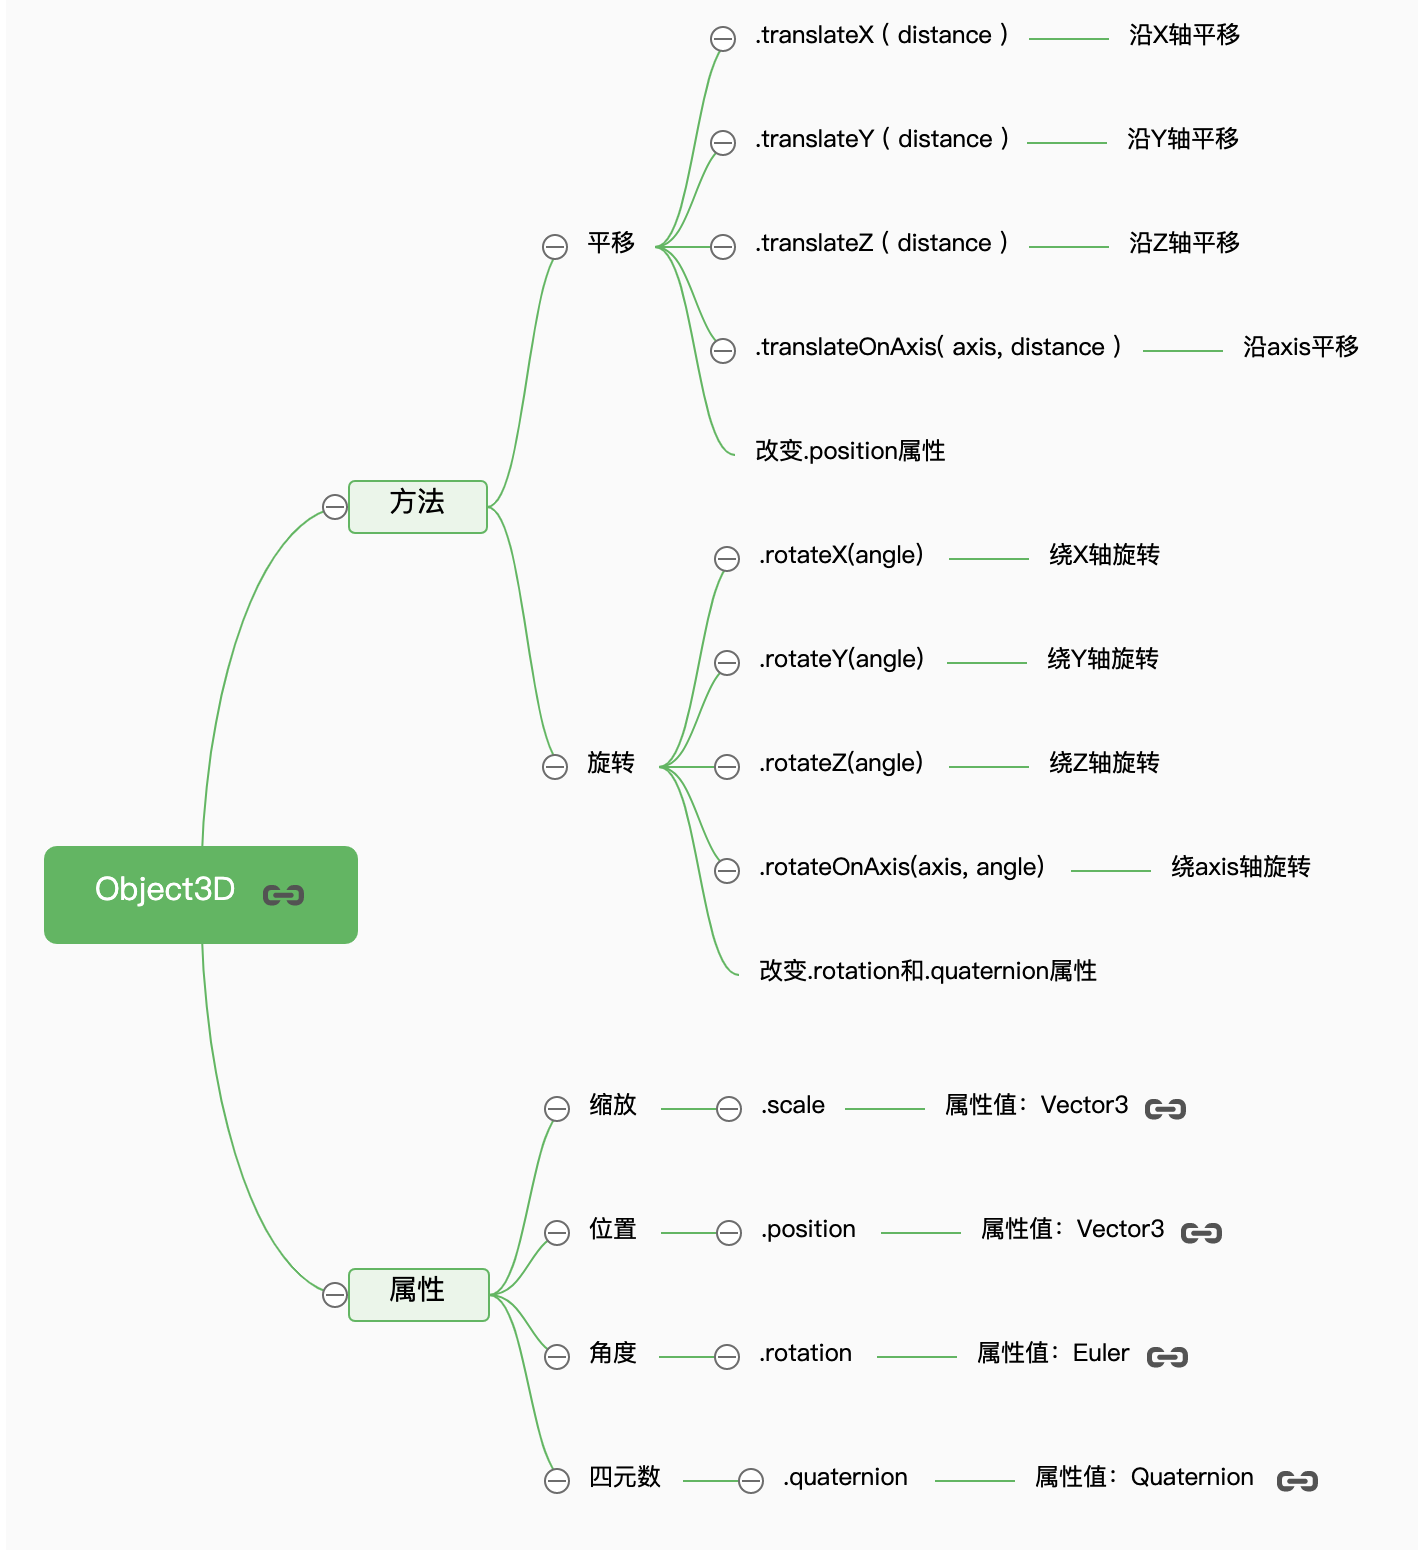 Object3D
方法
平移
.translateX ( distance )
沿X轴平移
.translateY ( distance )
沿Y轴平移
.translateZ ( distance )
沿Z轴平移
.translateOnAxis( axis, distance )
沿axis平移
改变.position属性
旋转
.rotateX(angle)
绕X轴旋转
.rotateY(angle)
绕Y轴旋转
.rotateZ(angle)
绕Z轴旋转
.rotateOnAxis(axis, angle)
绕axis轴旋转
改变.rotation和.quaternion属性
属性
缩放
.scale
属性值：Vector3
位置
.position
属性值：Vector3
角度
.rotation
属性值：Euler
四元数
.quaternion
属性值：Quaternion